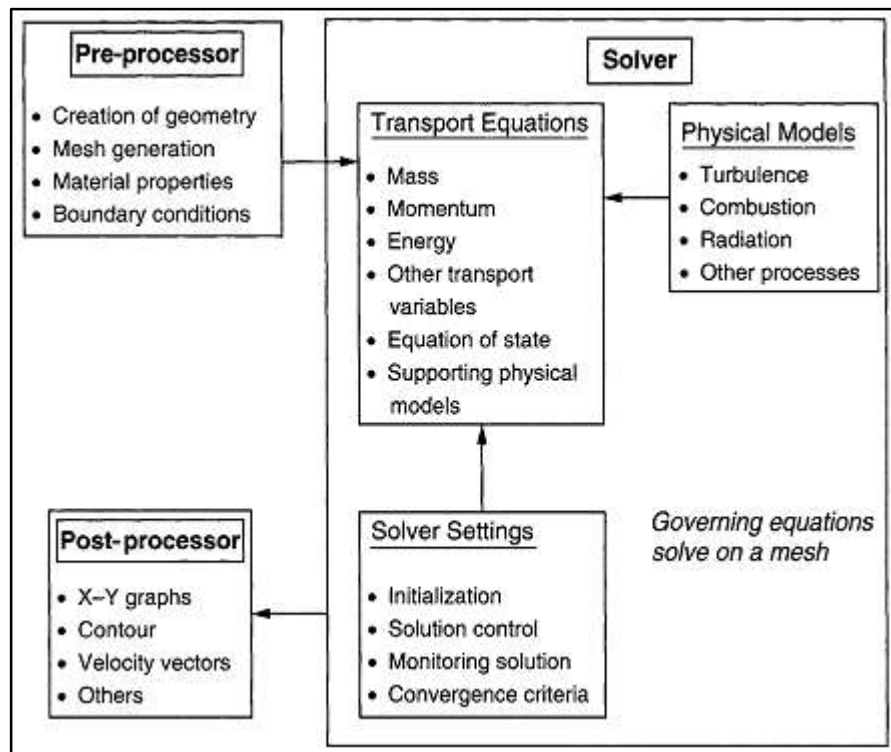 Pre-processor
• Creation of geometry
• Mesh generation
• Material properties
• Boundary conditions
Solver
Transport Equations
• Mass
• Momentum
• Energy
• Other transport
variables
• Equation of state
• Supporting physical
models
Physical Models
• Turbulence
• Combustion
• Radiation
• Other processes
Solver Settings
• Initialization
• Solution control
• Monitoring solution
• Convergence criteria
Governing equations
solve on a mesh
Post-processor
• X–Y graphs
• Contour
• Velocity vectors
• Others